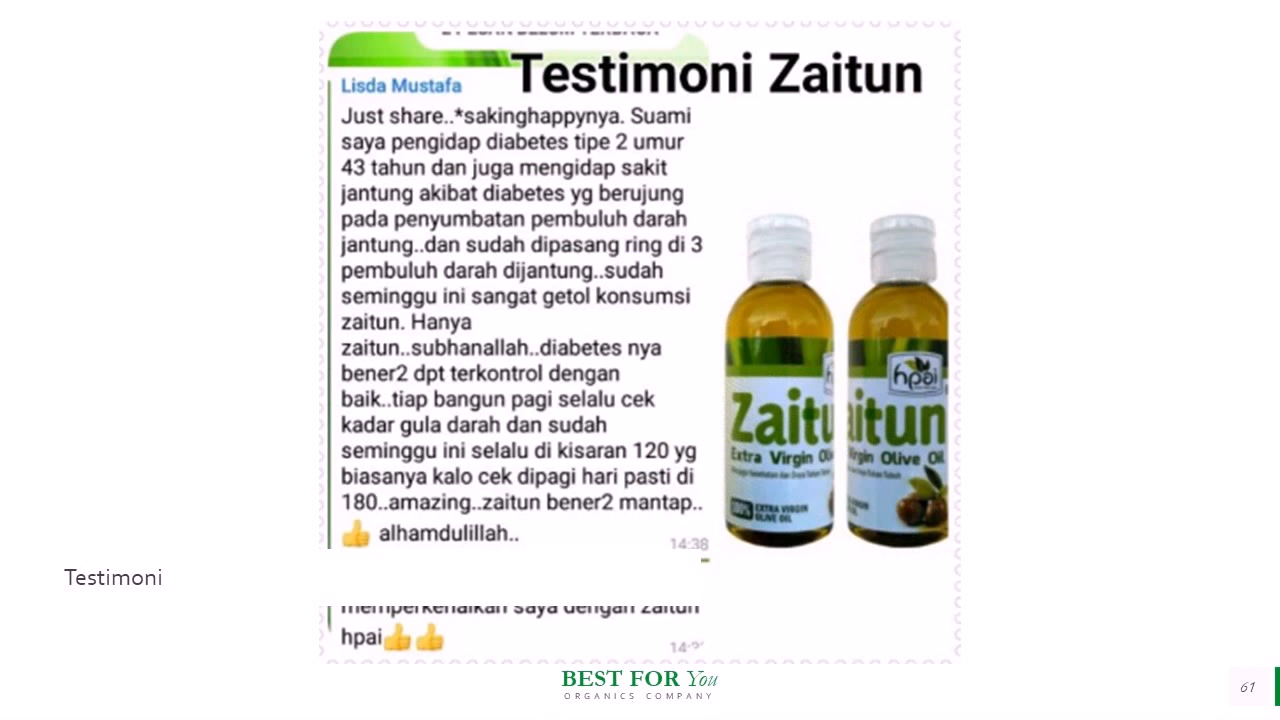 Testimoni Zaitun
Lisda Mustafa
Just share..*sakinghappynya. Suami
saya pengidap diabetes tipe 2 umur
43 tahun dan juga mengidap sakit
jantung akibat diabetes yg berujung
pada penyumbatan pembuluh darah
jantung..dan sudah dipasang ring di 3
pembuluh darah dijantung..sudah
seminggu ini sangat getol konsumsi
zaitun. Hanya
zaitun..subhanallah..diabetes nya
bener2 dpt terkontrol dengan
baik..tiap bangun pagi selalu cek
kadar gula darah dan sudah
seminggu ini selalu di kisaran 120 yg
biasanya kalo cek dipagi hari pasti di
180..amazing..zaitun bener2 mantap..
👍 alhamdulillah..
14:38
memperkenalkan saya dengan zaitun
hpai👍👍
hpai
Zaitu
Extra Virgin Oli
100% EXTRA VIRGIN
OLIVE OIL
aitun
Virgin Olive Oil
Testimoni
BEST FOR You
ORGANICS COMPANY
61